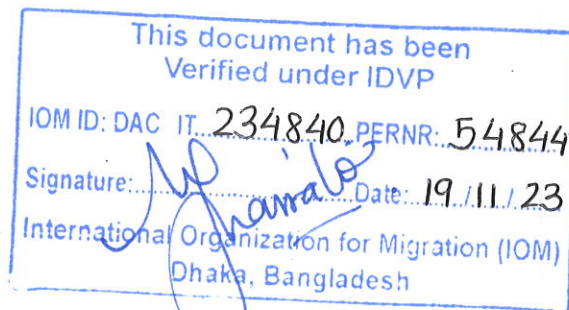 This document has been
Verified under IDVP
IOM ID: DAC IT 234840 PERNR: 54844
Signature: Date: 19/11/23
International Organization for Migration (IOM)
Dhaka, Bangladesh